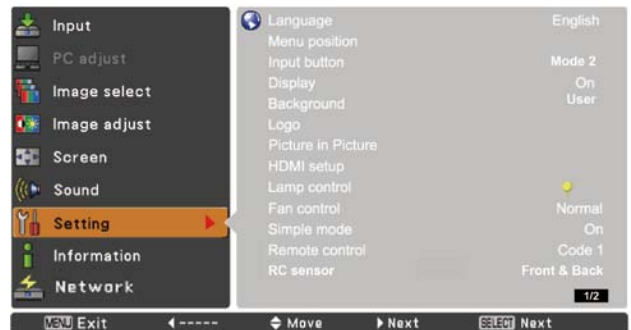 Input
PC adjust
Image select
Image adjust
Screen
Sound
Setting
Information
Network
Language English
Menu position
Input button Mode 2
Display On
Background User
Logo
Picture in Picture
HDMI setup
Lamp control
Fan control Normal
Simple mode On
Remote control Code 1
RC sensor Front & Back
1/2
MENU Exit ----- Move Next SELECT Next